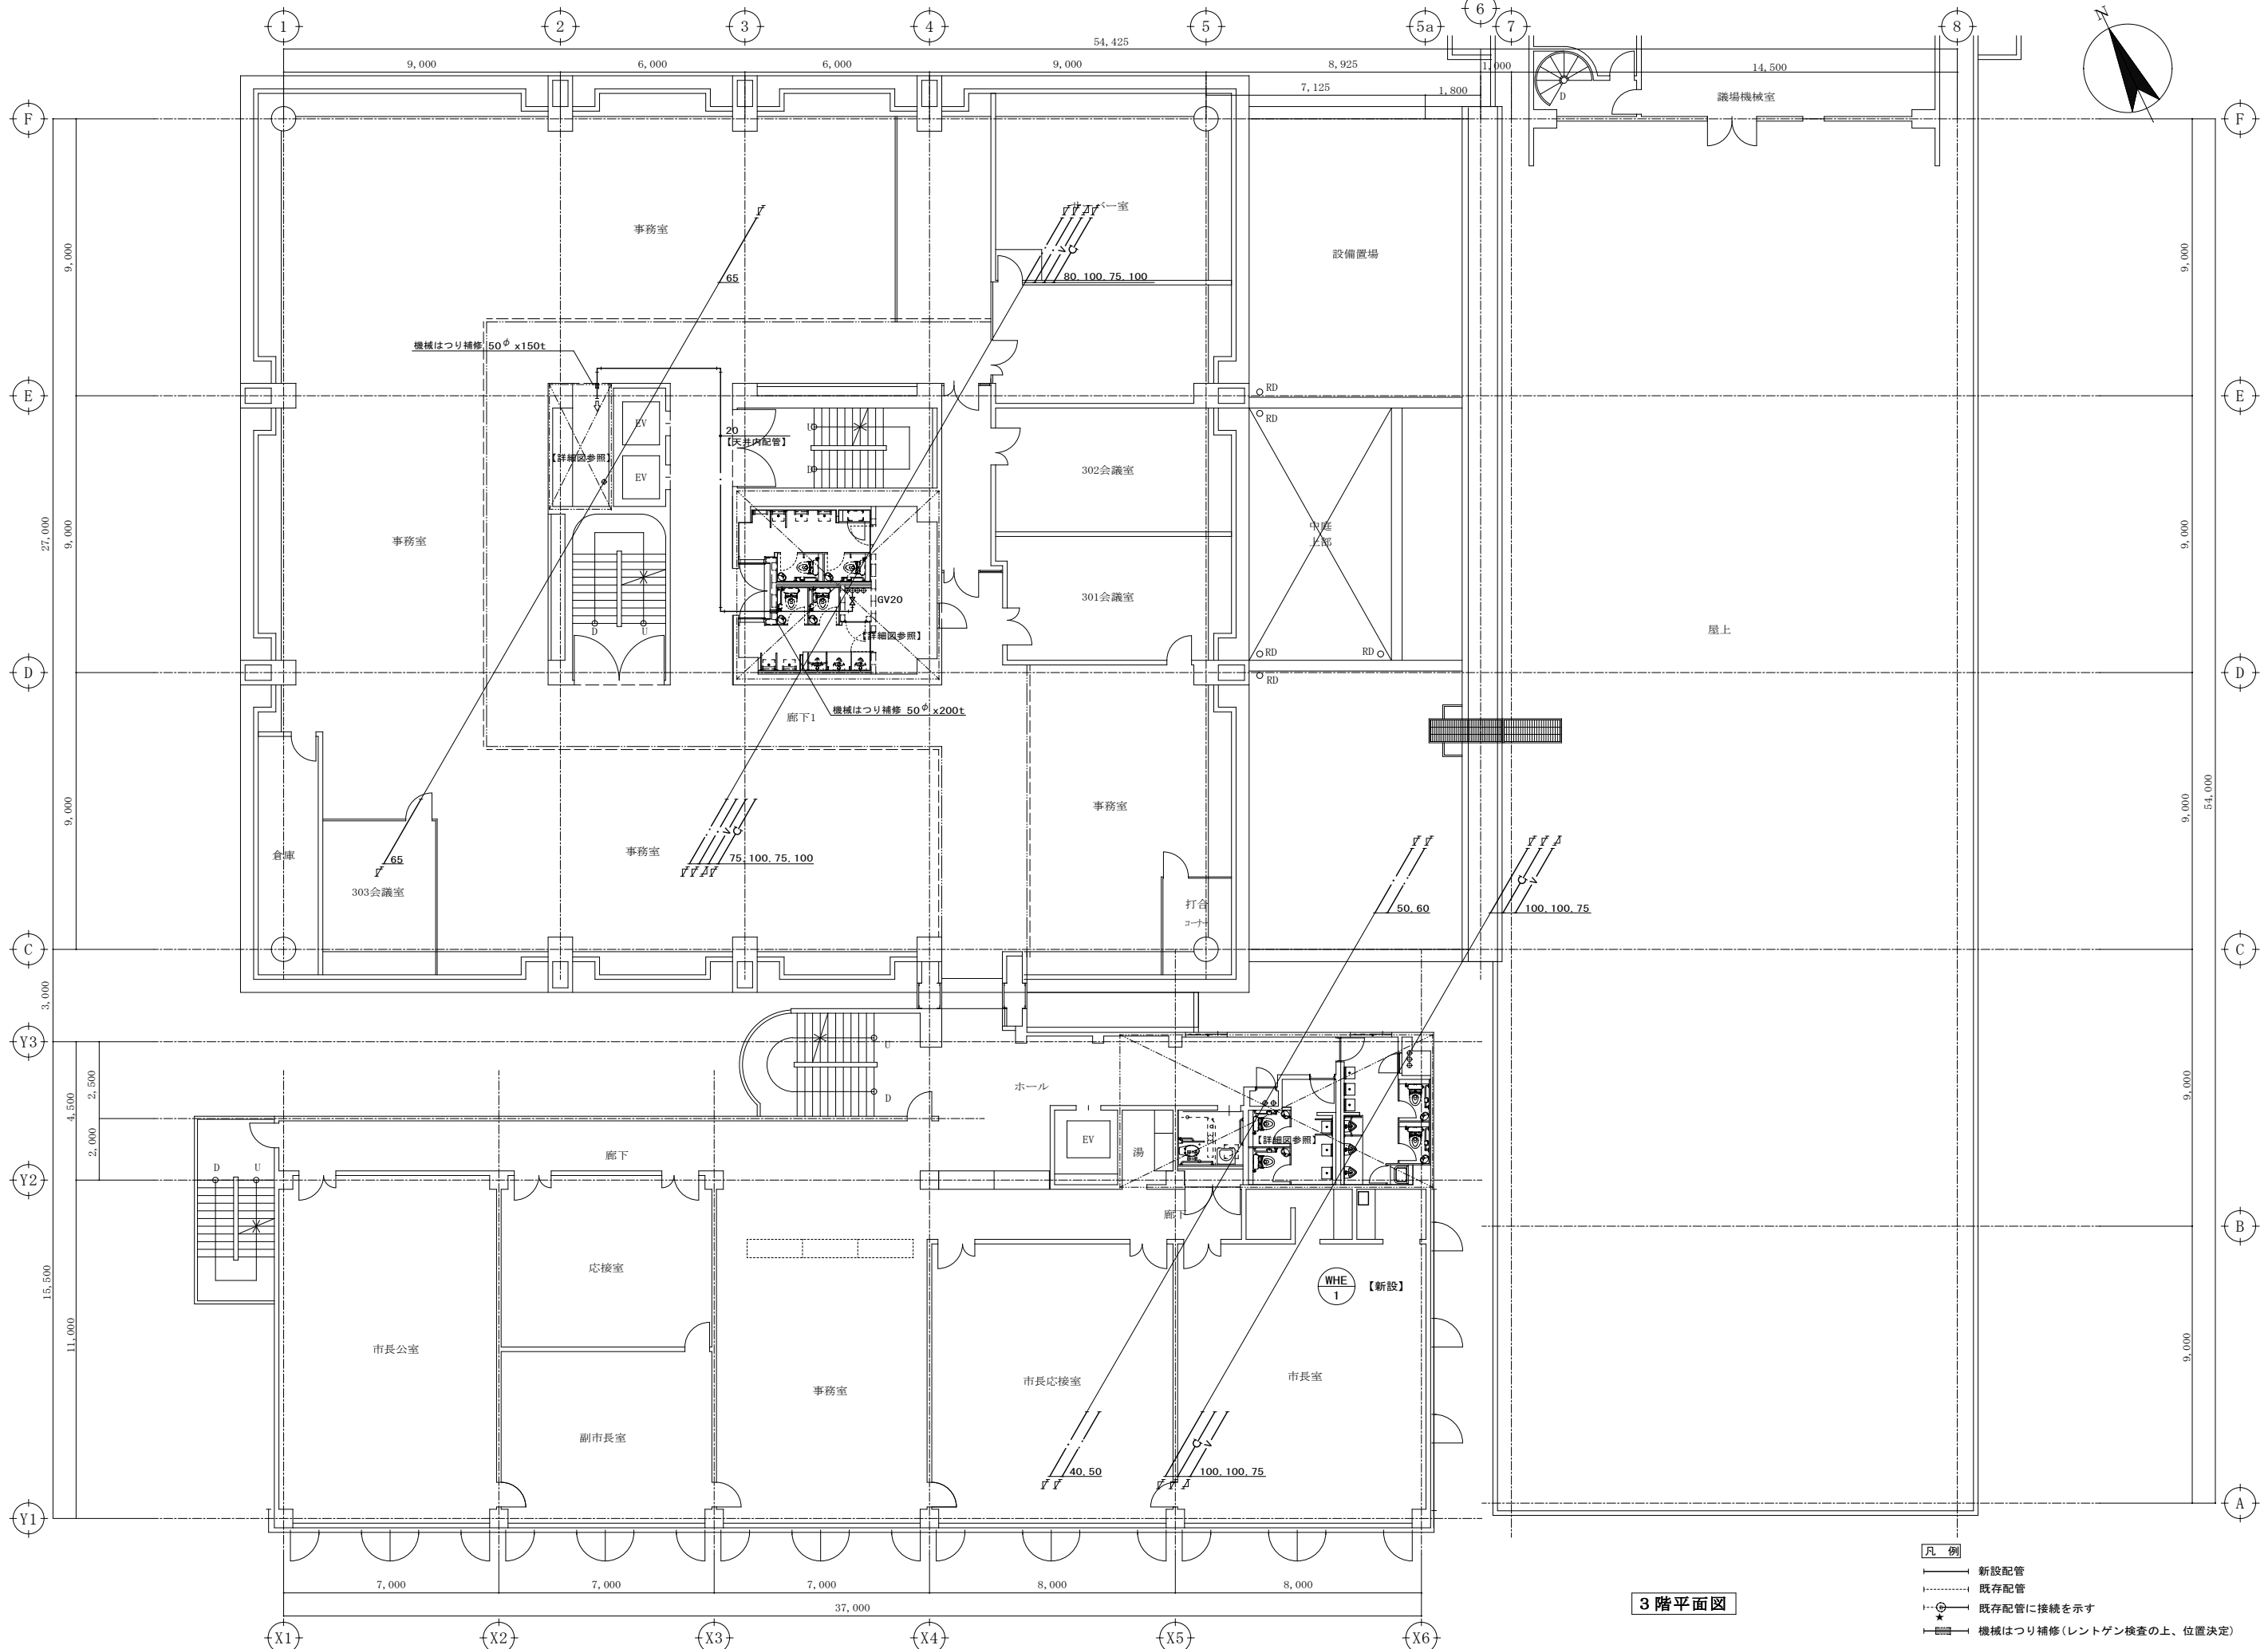 1
2
3
4
5
5a
6
7
8
N
54,425
9,000
6,000
6,000
9,000
8,925
1,000
14,500
7,125
1,800
D
議場機械室
F
F
事務室
サーバー室
設備置場
65
80,100,75,100
9,000
9,000
機械はつり補修 50φ x150t
E
E
RD
RD
EV
20
【天井内配管】
U
【詳細図参照】
D
302会議室
EV
中庭
上部
27,000
9,000
事務室
9,000
301会議室
GV20
屋上
D
U
【詳細図参照】
RD
RD
D
D
RD
機械はつり補修 50φ x200t
廊下1
9,000
事務室
9,000
54,000
倉庫
65
事務室
75,100,75,100
303会議室
打合
コーナー
50,60
100,100,75
C
C
3,000
Y3
U
ホール
2,500
4,500
D
9,000
EV
湯
【詳細図参照】
2,000
廊下
D
U
Y2
廊下
B
B
応接室
WHE
1
【新設】
15,500
11,000
市長公室
市長応接室
市長室
事務室
9,000
副市長室
40,50
100,100,75
Y1
A
7,000
7,000
7,000
8,000
8,000
37,000
X1
X2
X3
X4
X5
X6
3階平面図
凡 例
新設配管
既存配管
既存配管に接続を示す
★
機械はつり補修(レントゲン検査の上、位置決定)